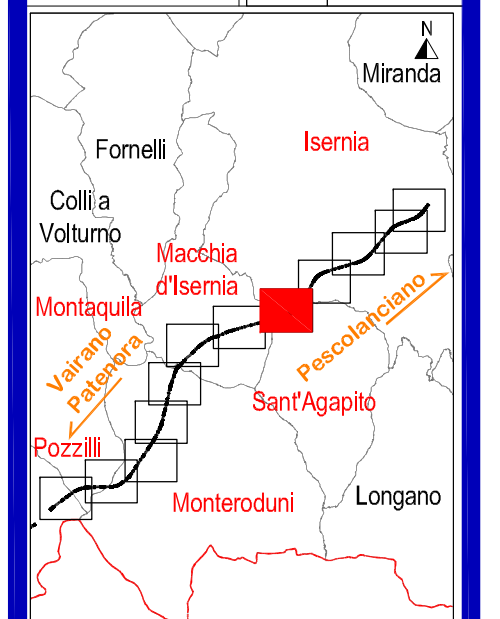 N
Miranda
Isernia
Fornelli
Colli a
Volturno
Macchia
d'Isernia
Montaquila
Vairano
Patenora
Pescolanciano
Sant'Agapito
Pozzilli
Monteroduni
Longano